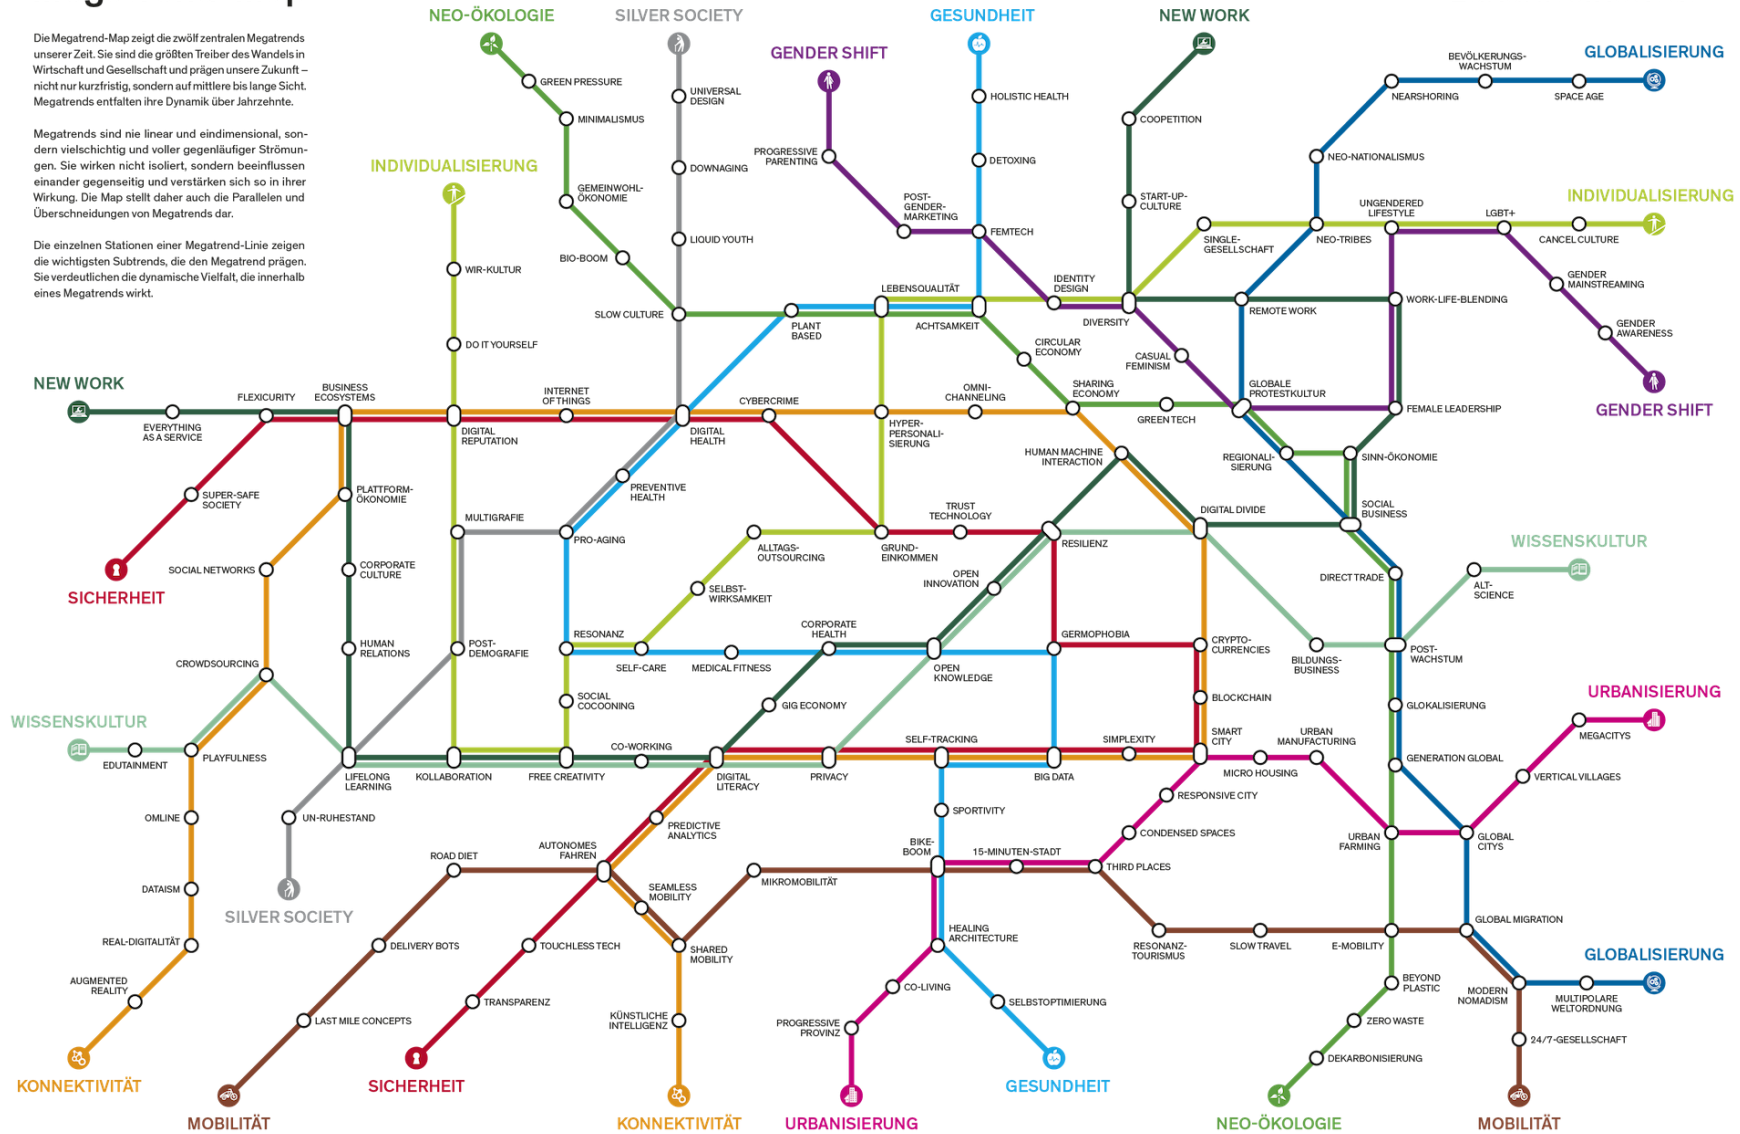 Die Megatrend-Map zeigt die zwölf zentralen Megatrends
unserer Zeit. Sie sind die größten Treiber des Wandels in
Wirtschaft und Gesellschaft und prägen unsere Zukunft –
nicht nur kurzfristig, sondern auf mittlere bis lange Sicht.
Megatrends entfalten ihre Dynamik über Jahrzehnte.
Megatrends sind nie linear und eindimensional, son-
dern vielschichtig und voller gegenläufiger Strömun-
gen. Sie wirken nicht isoliert, sondern beeinflussen
einander gegenseitig und verstärken sich so in ihrer
Wirkung. Die Map stellt daher auch die Parallelen und
Überschneidungen von Megatrends dar.
Die einzelnen Stationen einer Megatrend-Linie zeigen
die wichtigsten Subtrends, die den Megatrend prägen.
Sie verdeutlichen die dynamische Vielfalt, die innerhalb
eines Megatrends wirkt.
NEO-ÖKOLOGIE
SILVER SOCIETY
GESUNDHEIT
NEW WORK
GENDER SHIFT
GLOBALISIERUNG
BEVÖLKERUNGS-
WACHSTUM
NEARSHORING
SPACE AGE
GREEN PRESSURE
UNIVERSAL
DESIGN
HOLISTIC HEALTH
MINIMALISMUS
COOPETITION
PROGRESSIVE
PARENTING
DETOXING
NEO-NATIONALISMUS
INDIVIDUALISIERUNG
DOWNAGING
GEMEINWOHL-
ÖKONOMIE
POST-
GENDER-
MARKETING
START-UP-
CULTURE
INDIVIDUALISIERUNG
UNGENDERED
LIFESTYLE
LGBT+
LIQUID YOUTH
FEMTECH
SINGLE-
GESELLSCHAFT
NEO-TRIBES
CANCEL CULTURE
BIO-BOOM
WIR-KULTUR
IDENTITY
DESIGN
GENDER
MAINSTREAMING
LEBENSQUALITÄT
SLOW CULTURE
PLANT
BASED
ACHTSAMKEIT
DIVERSITY
REMOTE WORK
WORK-LIFE-BLENDING
GENDER
AWARENESS
DO IT YOURSELF
CIRCULAR
ECONOMY
CASUAL
FEMINISM
NEW WORK
FLEXICURITY
BUSINESS
ECOSYSTEMS
INTERNET
OF THINGS
CYBERCRIME
OMNI-
CHANNELING
SHARING
ECONOMY
GLOBALE
PROTESTKULTUR
FEMALE LEADERSHIP
GENDER SHIFT
EVERYTHING
AS A SERVICE
DIGITAL
REPUTATION
DIGITAL
HEALTH
HYPER-
PERSONALI-
SIERUNG
GREEN TECH
HUMAN MACHINE
INTERACTION
REGIONALI-
SIERUNG
SINN-ÖKONOMIE
SUPER-SAFE
SOCIETY
PLATTFORM-
ÖKONOMIE
PREVENTIVE
HEALTH
MULTIGRAFIE
PRO-AGING
TRUST
TECHNOLOGY
DIGITAL DIVIDE
SOCIAL
BUSINESS
ALLTAGS-
OUTSOURCING
GRUND-
EINKOMMEN
RESILIENZ
WISSENSKULTUR
SOCIAL NETWORKS
CORPORATE
CULTURE
OPEN
INNOVATION
DIRECT TRADE
ALT-
SCIENCE
SICHERHEIT
SELBST-
WIRKSAMKEIT
HUMAN
RELATIONS
POST-
DEMOGRAFIE
RESONANZ
CORPORATE
HEALTH
GERMOPHOBIA
CRYPTO-
CURRENCIES
CROWDSOURCING
SELF-CARE
MEDICAL FITNESS
OPEN
KNOWLEDGE
BILDUNGS-
BUSINESS
POST-
WACHSTUM
SOCIAL
COCOONING
GIG ECONOMY
BLOCKCHAIN
GLOKALISIERUNG
URBANISIERUNG
WISSENSKULTUR
MEGACITYS
EDUTAINMENT
PLAYFULNESS
CO-WORKING
SELF-TRACKING
SIMPLEXITY
SMART
CITY
URBAN
MANUFACTURING
LIFELONG
LEARNING
KOLLABORATION
FREE CREATIVITY
DIGITAL
LITERACY
PRIVACY
BIG DATA
MICRO HOUSING
GENERATION GLOBAL
VERTICAL VILLAGES
RESPONSIVE CITY
OMLINE
UN-RUHESTAND
PREDICTIVE
ANALYTICS
SPORTIVITY
CONDENSED SPACES
URBAN
FARMING
GLOBAL
CITYS
AUTONOMES
FAHREN
ROAD DIET
BIKE-
BOOM
15-MINUTEN-STADT
THIRD PLACES
DATAISM
SEAMLESS
MOBILITY
MIKROMOBILITÄT
SILVER SOCIETY
REAL-DIGITALITÄT
DELIVERY BOTS
TOUCHLESS TECH
SHARED
MOBILITY
HEALING
ARCHITECTURE
RESONANZ-
TOURISMUS
SLOW TRAVEL
E-MOBILITY
GLOBAL MIGRATION
GLOBALISIERUNG
AUGMENTED
REALITY
TRANSPARENZ
CO-LIVING
SELBSTOPTIMIERUNG
BEYOND
PLASTIC
MODERN
NOMADISM
MULTIPOLARE
WELTORDNUNG
LAST MILE CONCEPTS
KÜNSTLICHE
INTELLIGENZ
PROGRESSIVE
PROVINZ
ZERO WASTE
24/7-GESELLSCHAFT
DEKARBONISIERUNG
KONNEKTIVITÄT
SICHERHEIT
GESUNDHEIT
MOBILITÄT
KONNEKTIVITÄT
URBANISIERUNG
NEO-ÖKOLOGIE
MOBILITÄT